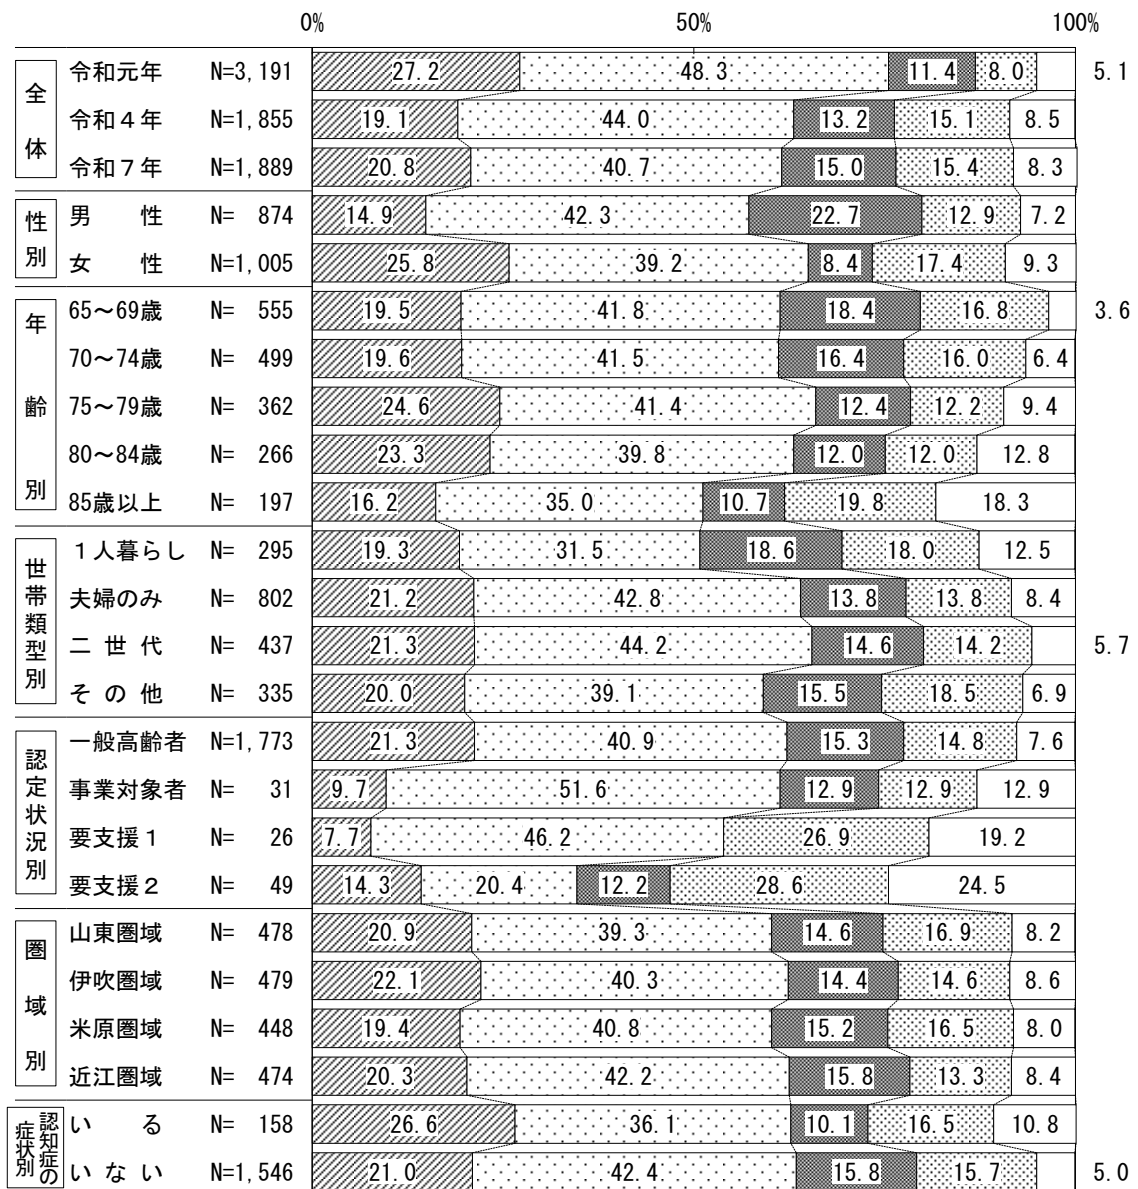 0% 50% 100%
全体
令和元年 N=3,191 27.2 48.3 11.4 8.0 5.1
令和４年 N=1,855 19.1 44.0 13.2 15.1 8.5
令和７年 N=1,889 20.8 40.7 15.0 15.4 8.3
性別
男 性 N= 874 14.9 42.3 22.7 12.9 7.2
女 性 N=1,005 25.8 39.2 8.4 17.4 9.3
年齢別
65～69歳 N= 555 19.5 41.8 18.4 16.8 3.6
70～74歳 N= 499 19.6 41.5 16.4 16.0 6.4
75～79歳 N= 362 24.6 41.4 12.4 12.2 9.4
80～84歳 N= 266 23.3 39.8 12.0 12.0 12.8
85歳以上 N= 197 16.2 35.0 10.7 19.8 18.3
世帯類型別
１人暮らし N= 295 19.3 31.5 18.6 18.0 12.5
夫婦のみ N= 802 21.2 42.8 13.8 13.8 8.4
二 世 代 N= 437 21.3 44.2 14.6 14.2 5.7
そ の 他 N= 335 20.0 39.1 15.5 18.5 6.9
認定状況別
一般高齢者 N=1,773 21.3 40.9 15.3 14.8 7.6
事業対象者 N= 31 9.7 51.6 12.9 12.9 12.9
要支援１ N= 26 7.7 46.2 26.9 19.2
要支援２ N= 49 14.3 20.4 12.2 28.6 24.5
圏域別
山東圏域 N= 478 20.9 39.3 14.6 16.9 8.2
伊吹圏域 N= 479 22.1 40.3 14.4 14.6 8.6
米原圏域 N= 448 19.4 40.8 15.2 16.5 8.0
近江圏域 N= 474 20.3 42.2 15.8 13.3 8.4
認知症の症状別
い る N= 158 26.6 36.1 10.1 16.5 10.8
い な い N=1,546 21.0 42.4 15.8 15.7 5.0